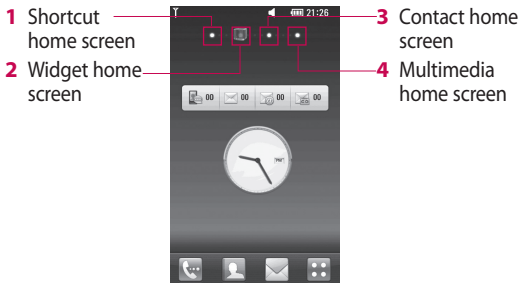 1 Shortcut
home screen
2 Widget home
screen
21:26
00 00 00 00
PM
3 Contact home
screen
4 Multimedia
home screen